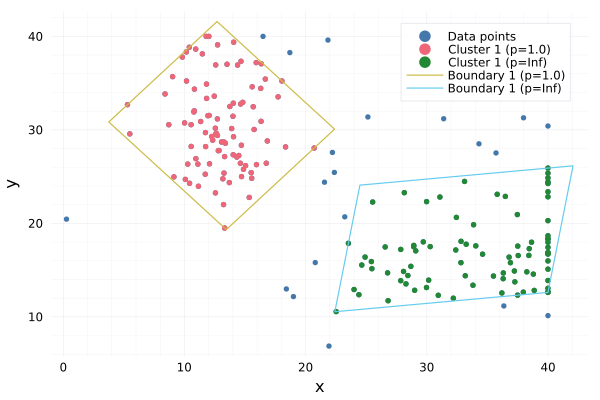 40
30
20
10
0
10
20
30
40
x
y
Data points
Cluster 1 (p=1.0)
Cluster 1 (p=Inf)
Boundary 1 (p=1.0)
Boundary 1 (p=Inf)